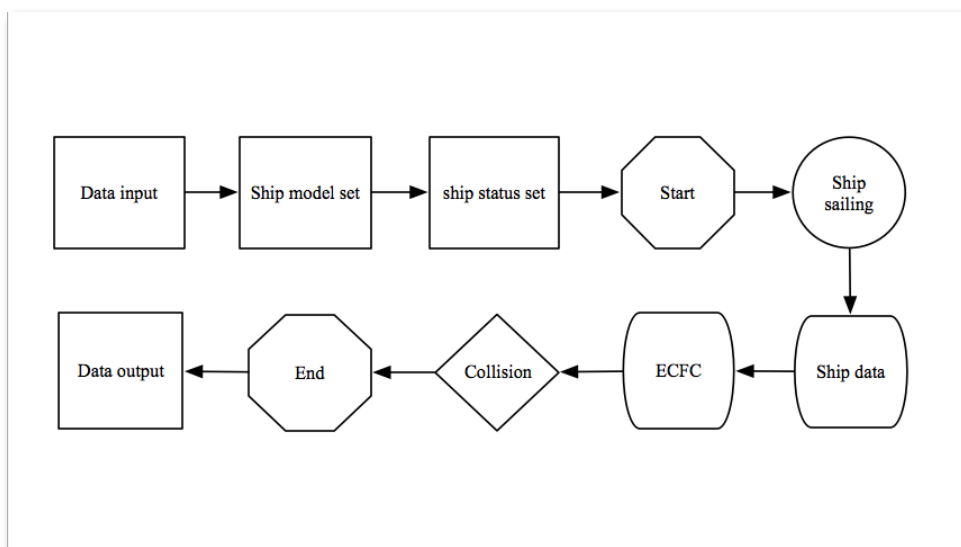 Data input
Ship model set
ship status set
Start
Ship
sailing
Data output
End
Collision
ECFC
Ship data